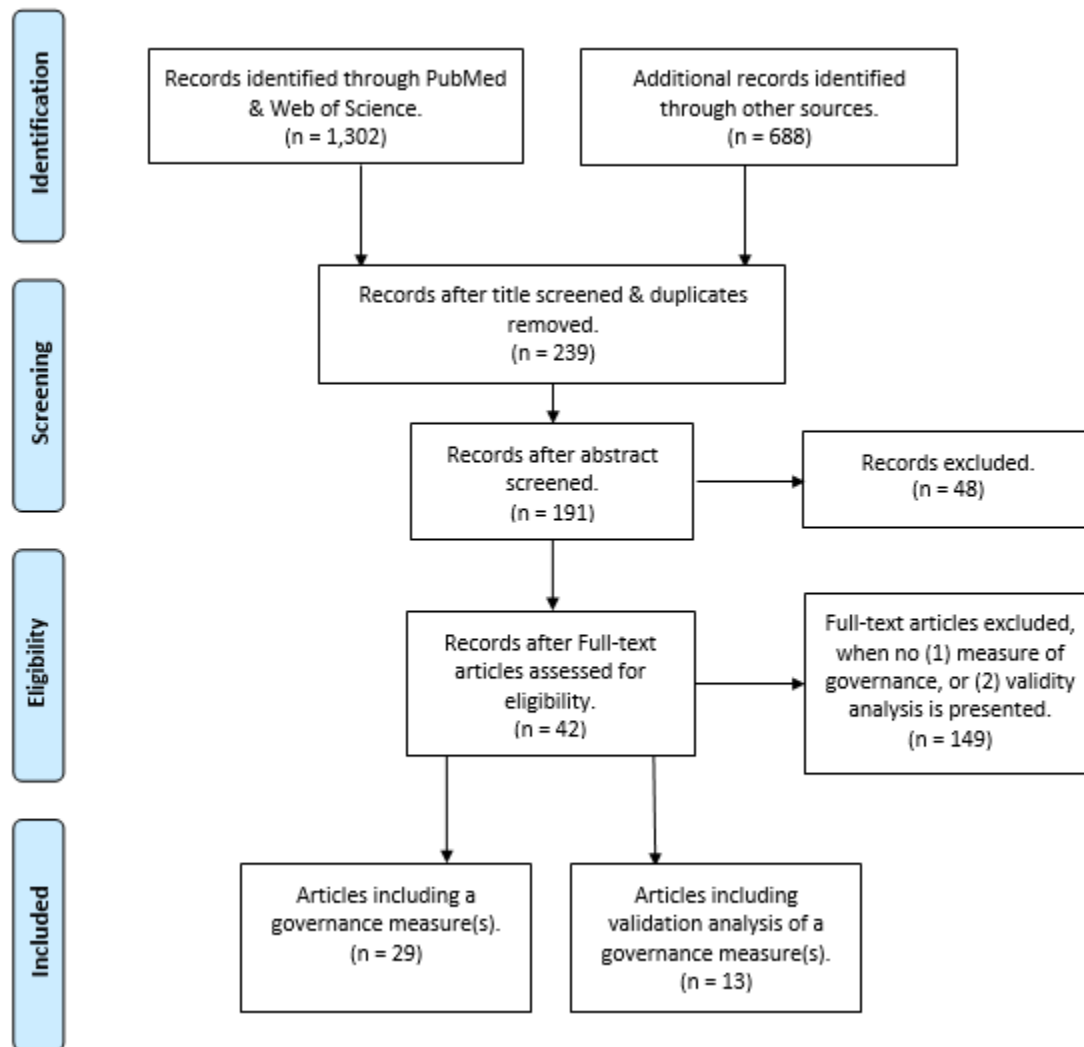 Identification
Records identified through PubMed
& Web of Science.
(n = 1,302)
Additional records identified
through other sources.
(n = 688)
Screening
Records after title screened & duplicates
removed.
(n = 239)
Records after abstract
screened.
(n = 191)
Records excluded.
(n = 48)
Eligibility
Records after Full-text
articles assessed for
eligibility.
(n = 42)
Full-text articles excluded,
when no (1) measure of
governance, or (2) validity
analysis is presented.
(n = 149)
Included
Articles including a
governance measure(s).
(n = 29)
Articles including
validation analysis of a
governance measure(s).
(n = 13)